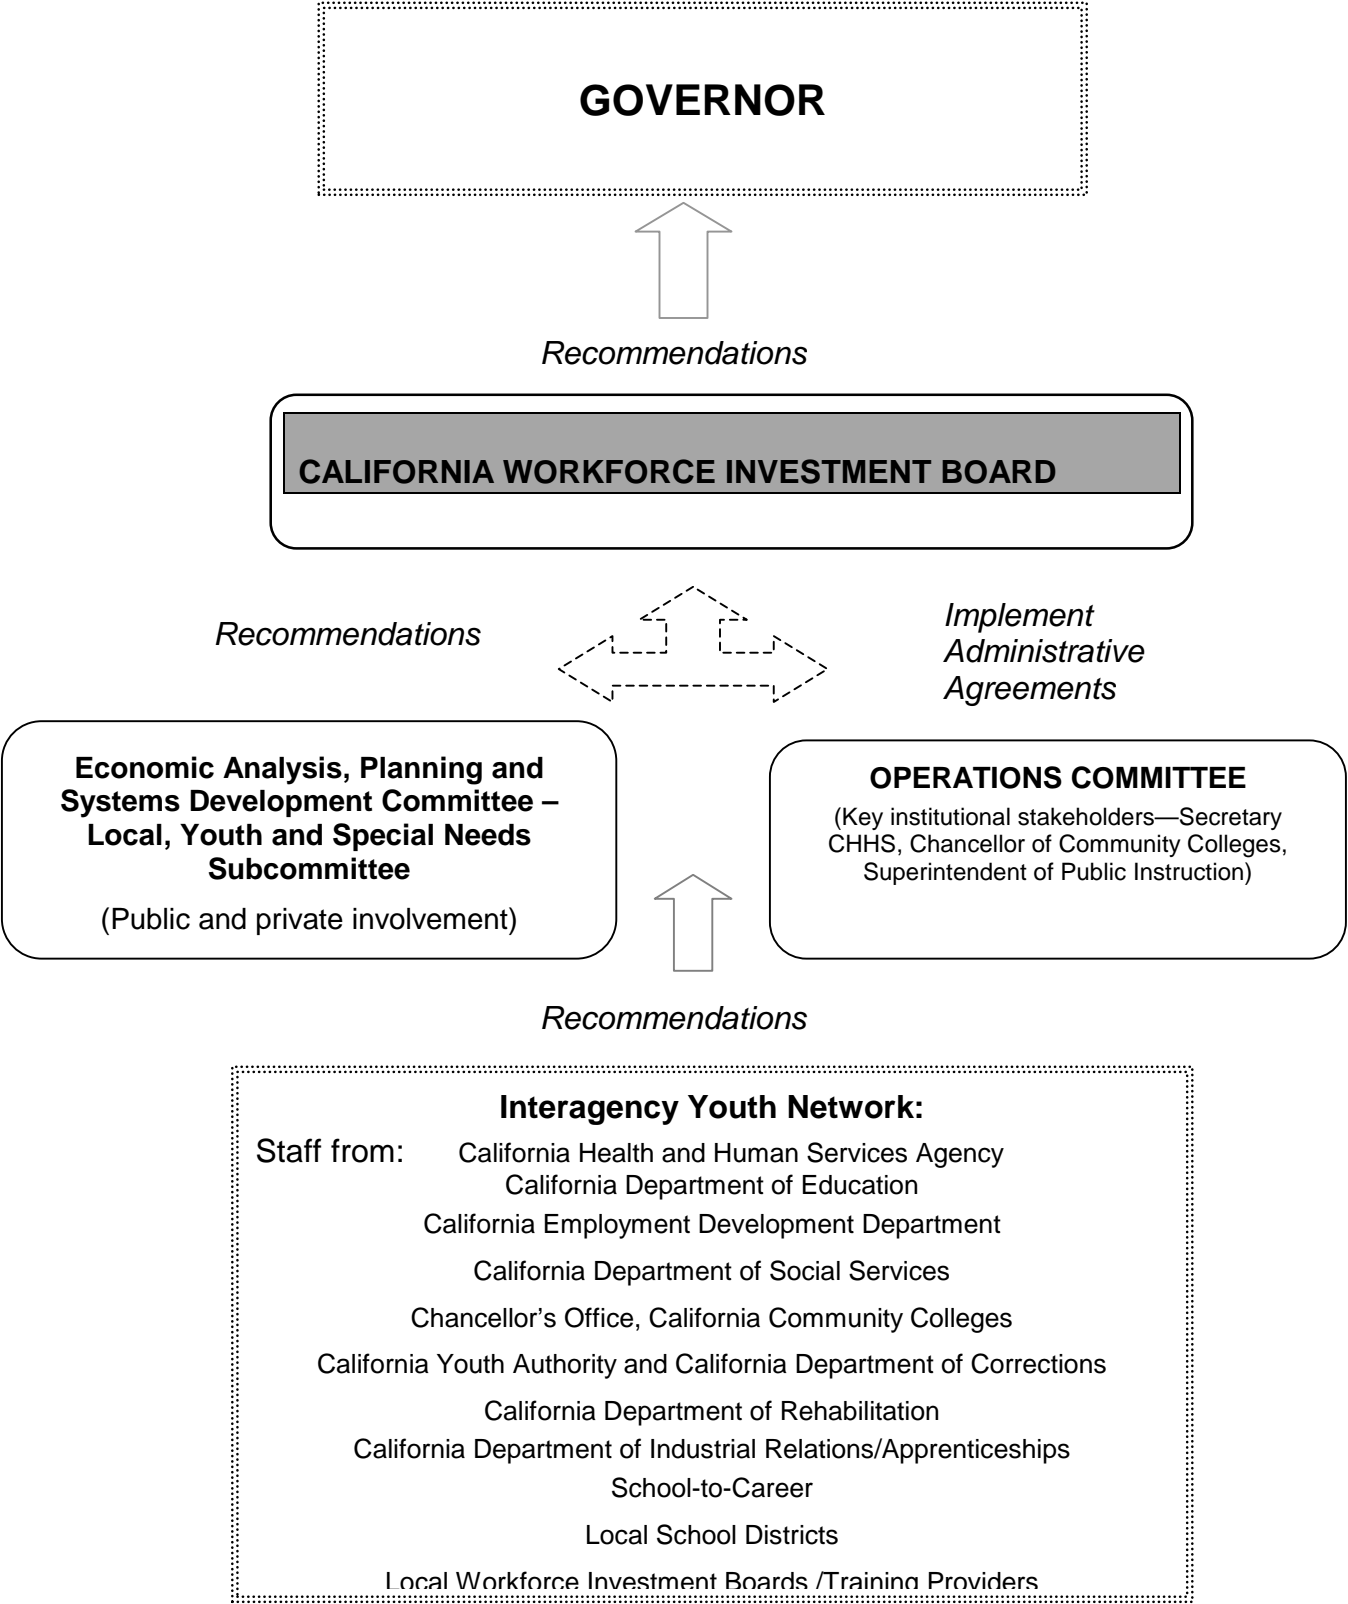 GOVERNOR
Recommendations
CALIFORNIA WORKFORCE INVESTMENT BOARD
Recommendations
Implement
Administrative
Agreements
Economic Analysis, Planning and
Systems Development Committee –
Local, Youth and Special Needs
Subcommittee
(Public and private involvement)
OPERATIONS COMMITTEE
(Key institutional stakeholders—Secretary
CHHS, Chancellor of Community Colleges,
Superintendent of Public Instruction)
Recommendations
Interagency Youth Network:
Staff from: California Health and Human Services Agency
California Department of Education
California Employment Development Department
California Department of Social Services
Chancellor’s Office, California Community Colleges
California Youth Authority and California Department of Corrections
California Department of Rehabilitation
California Department of Industrial Relations/Apprenticeships
School-to-Career
Local School Districts
Local Workforce Investment Boards /Training Providers